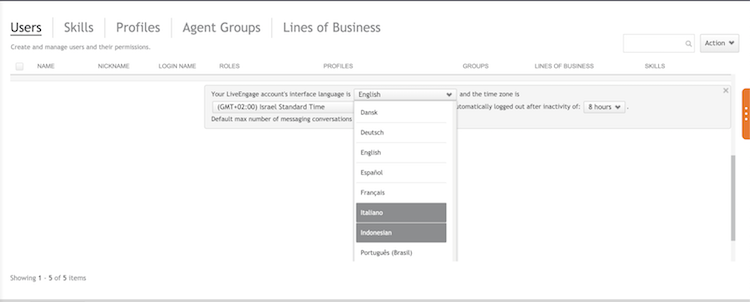 Users Skills Profiles Agent Groups Lines of Business
Create and manage users and their permissions.
Action
NAME NICKNAME LOGIN NAME ROLES PROFILES GROUPS LINES OF BUSINESS SKILLS
Your LiveEngage account's interface language is English and the time zone is
(GMT+02:00) Israel Standard Time utomatically logged out after inactivity of: 8 hours .
Default max number of messaging conversations
Dansk
Deutsch
English
Español
Français
Italiano
Indonesian
Português (Brasil)
Showing 1 - 5 of 5 items